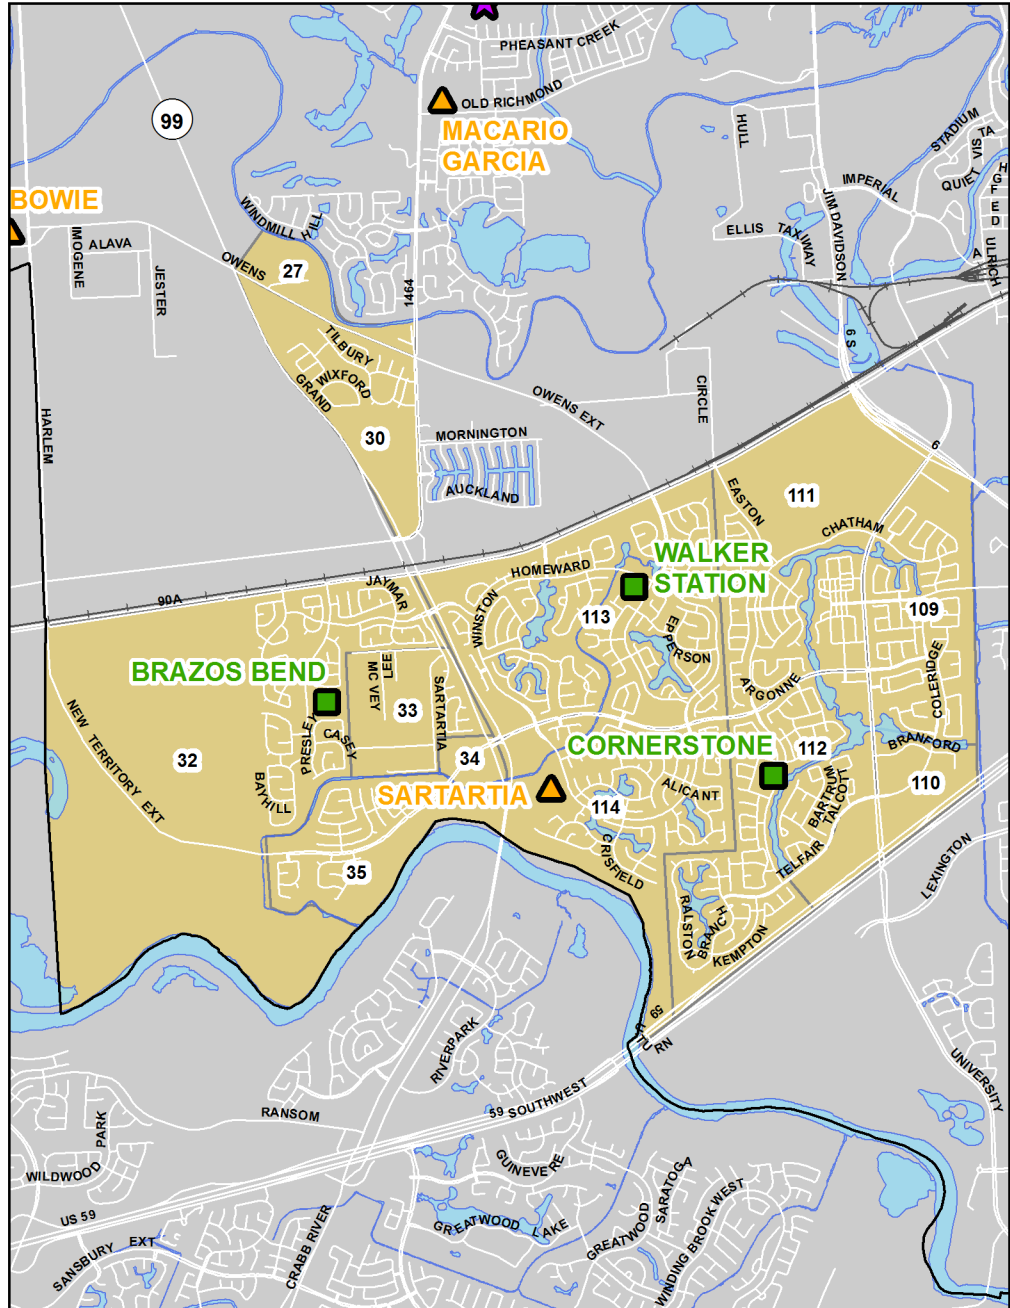 PHEASANT CREEK
OLD RICHMOND
99
MACARIO
GARCIA
HULL
STADIUM
VISTA
QUIET
IMPERIAL
H
G
F
E
D
BOWIE
WINDMILL HILL
JIM DAVIDSON
ELLIS
TAXIWAY
ULRICH
A
IMOGENE
ALAVA
JESTER
OWENS
27
1464
6 S
TILBURY
WIXFORD
GRAND
30
OWENS EXT
CIRCLE
HARLEM
MORNINGTON
AUCKLAND
6
EASTON
111
CHATHAM
WALKER
STATION
HOMEWARD
JAYMAR
90A
WINSTON
113
EPPERSON
109
BRAZOS BEND
LEE
MC VEY
SARTARTIA
33
ARGONNE
COLERIDGE
NEW TERRITORY EXT
PRESLEY
CASEY
32
34
CORNERSTONE
112
BRANFORD
BAYHILL
SARTARTIA
114
ALICANT
BARTRUM
TALCOTT
110
CRISFIELD
TELFAIR
LEXINGTON
35
RALSTON
BRANCH
KEMPTON
59
U TURN
RIVERPARK
UNIVERSITY
59 SOUTHWEST
RANSOM
PARK
WILDWOOD
GUINEVERE
SARATOGA
US 59
GREATWOOD LAKE
GREATWOOD
WINDING BROOK WEST
SANSBURY EXT
CRABB RIVER